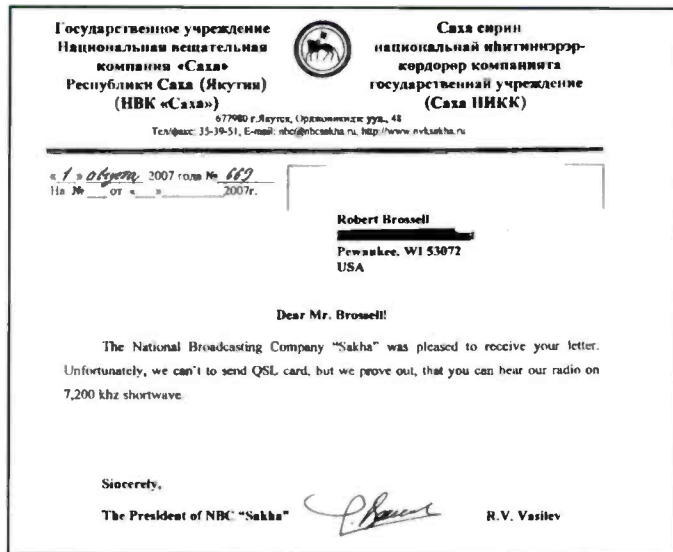 Государственное учреждение
Национальная вещательная
компания «Саха»
Республики Саха (Якутия)
(НВК «Саха»)
Саха сирин
национальнай иһитиннэрэр-
көрдөрөр компанията
государственнай учреждение
(Саха НИКК)
677980 г.Якутск, Орджоникидзе ул., 48
Тел/факс: 35-39-51, E-mail: nbc@nbcsakha.ru, http://www.nvksakha.ru
« 1 » августа 2007 года № 669
На № ___ от « ___ » ________ 2007г.
Robert Brossell
Pewaukee, WI 53072
USA
Dear Mr. Brossell!
The National Broadcasting Company "Sakha" was pleased to receive your letter.
Unfortunately, we can't to send QSL card, but we prove out, that you can hear our radio on
7,200 khz shortwave.
Sincerely,
The President of NBC "Sakha" R.V. Vasilev